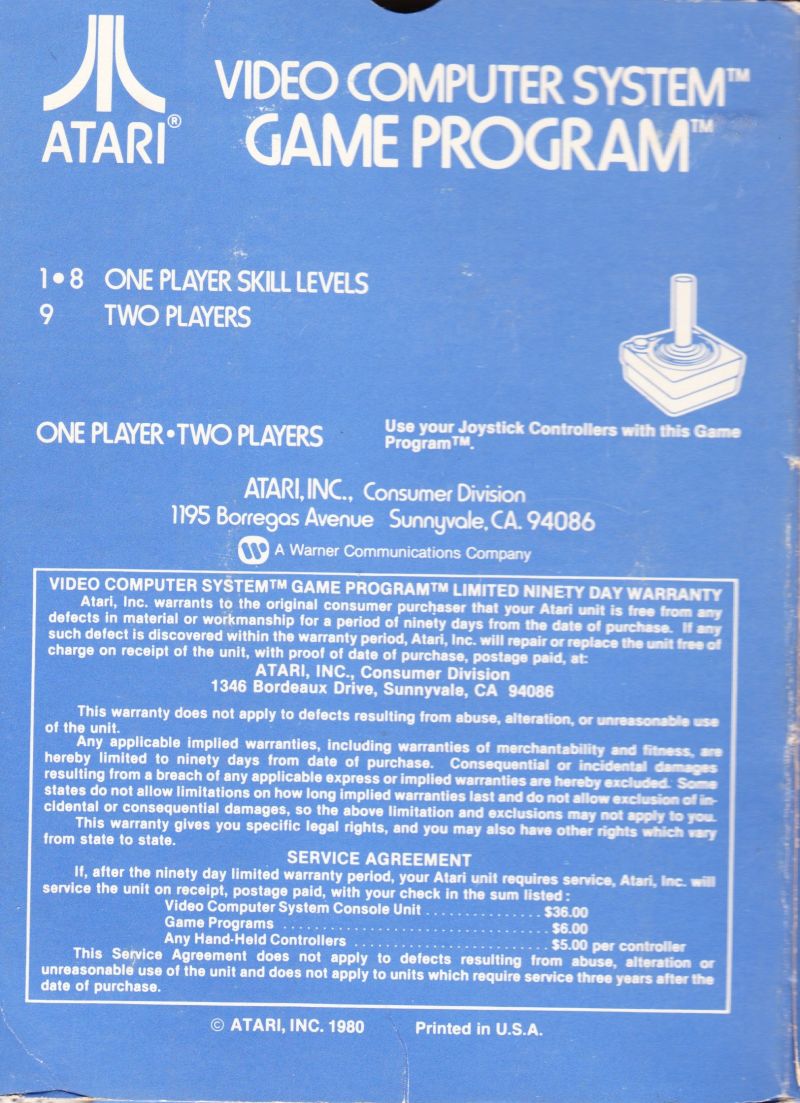 VIDEO COMPUTER SYSTEM™
ATARI® GAME PROGRAM™
1•8 ONE PLAYER SKILL LEVELS
9 TWO PLAYERS
ONE PLAYER•TWO PLAYERS
Use your Joystick Controllers with this Game
Program™.
ATARI, INC., Consumer Division
1195 Borregas Avenue Sunnyvale, CA. 94086
A Warner Communications Company
VIDEO COMPUTER SYSTEM™ GAME PROGRAM™ LIMITED NINETY DAY WARRANTY
Atari, Inc. warrants to the original consumer purchaser that your Atari unit is free from any
defects in material or workmanship for a period of ninety days from the date of purchase. If any
such defect is discovered within the warranty period, Atari, Inc. will repair or replace the unit free of
charge on receipt of the unit, with proof of date of purchase, postage paid, at:
ATARI, INC., Consumer Division
1346 Bordeaux Drive, Sunnyvale, CA 94086
This warranty does not apply to defects resulting from abuse, alteration, or unreasonable use
of the unit.
Any applicable implied warranties, including warranties of merchantability and fitness, are
hereby limited to ninety days from date of purchase. Consequential or incidental damages
resulting from a breach of any applicable express or implied warranties are hereby excluded. Some
states do not allow limitations on how long implied warranties last and do not allow exclusion of in-
cidental or consequential damages, so the above limitation and exclusions may not apply to you.
This warranty gives you specific legal rights, and you may also have other rights which vary
from state to state.
SERVICE AGREEMENT
If, after the ninety day limited warranty period, your Atari unit requires service, Atari, Inc. will
service the unit on receipt, postage paid, with your check in the sum listed :
Video Computer System Console Unit . . . . . . . . . . . . . . . $36.00
Game Programs . . . . . . . . . . . . . . . . . . . . . . . . . . . . . . . . . . $6.00
Any Hand-Held Controllers . . . . . . . . . . . . . . . . . . . . . . . . $5.00 per controller
This Service Agreement does not apply to defects resulting from abuse, alteration or
unreasonable use of the unit and does not apply to units which require service three years after the
date of purchase.
© ATARI, INC. 1980 Printed in U.S.A.